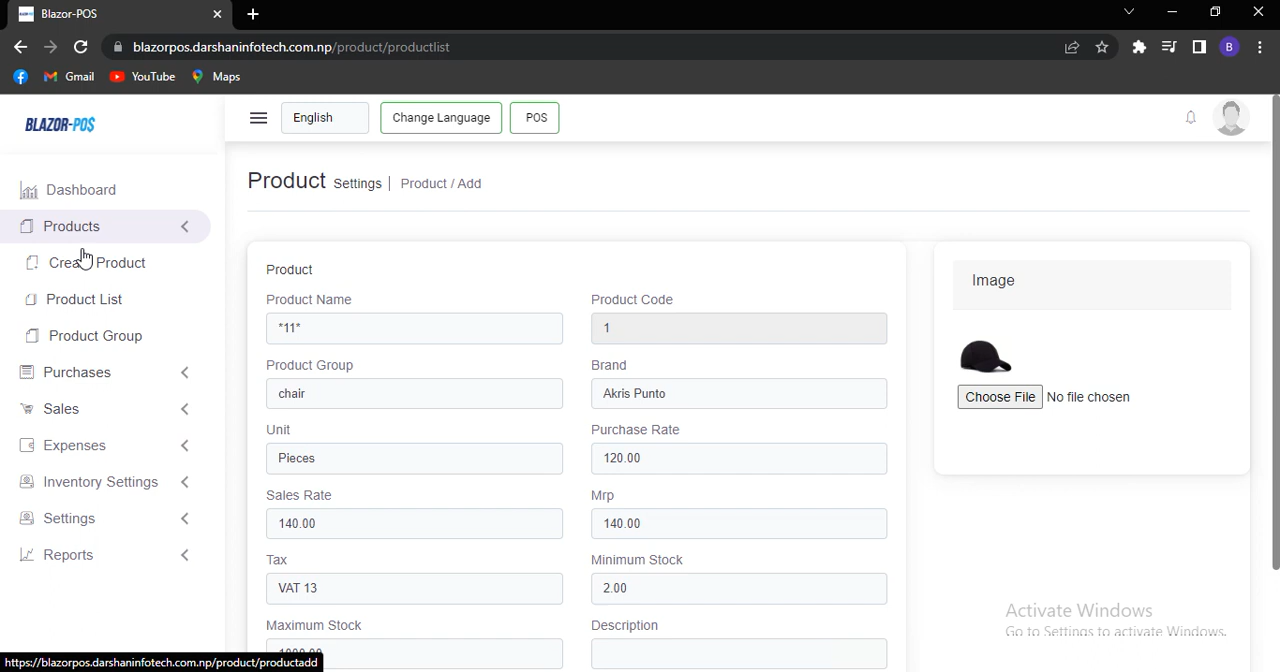 Blazor-POS
blazorpos.darshaninfotech.com.np/product/productlist
B
Gmail YouTube Maps
BLAZOR-POS
English Change Language POS
Dashboard
Products
Product Settings | Product / Add
Create Product
Product List
Product Group
Purchases
Sales
Expenses
Inventory Settings
Settings
Reports
Product
Product Name Product Code
*11* 1
Product Group Brand
chair Akris Punto
Unit Purchase Rate
Pieces 120.00
Sales Rate Mrp
140.00 140.00
Tax Minimum Stock
VAT 13 2.00
Maximum Stock Description
1000.00
Image
Choose File No file chosen
Activate Windows
Go to Settings to activate Windows.
https://blazorpos.darshaninfotech.com.np/product/productadd